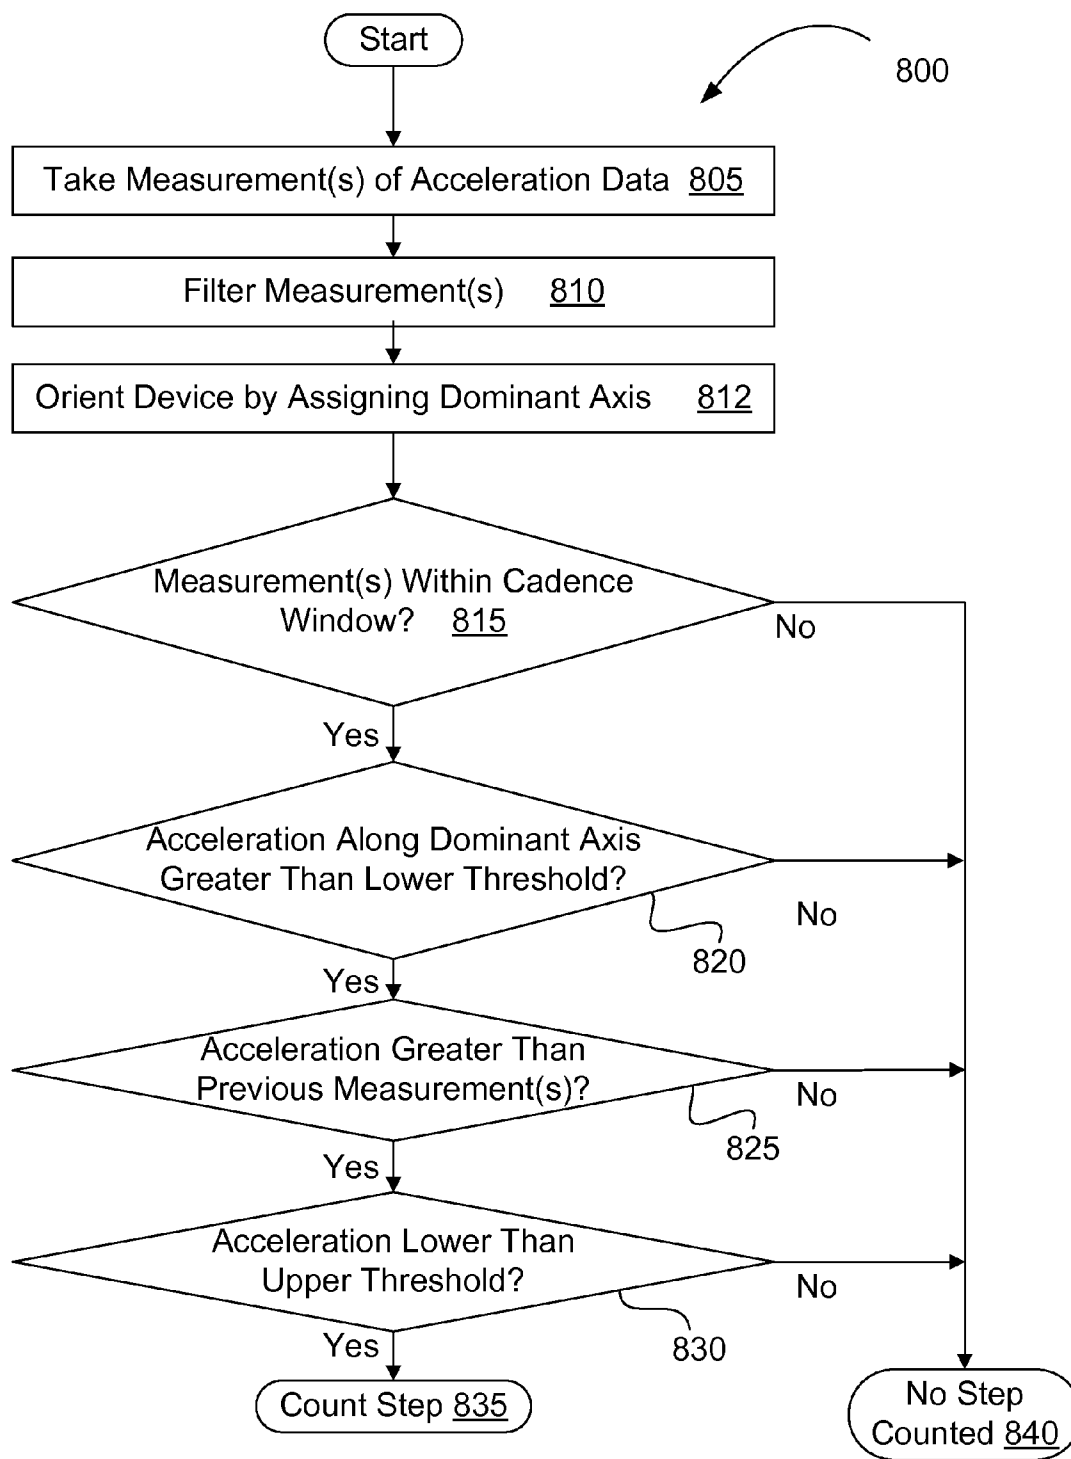 Start
800
Take Measurement(s) of Acceleration Data 805
Filter Measurement(s) 810
Orient Device by Assigning Dominant Axis 812
Measurement(s) Within Cadence
Window? 815
No
Yes
Acceleration Along Dominant Axis
Greater Than Lower Threshold?
No
820
Yes
Acceleration Greater Than
Previous Measurement(s)?
No
825
Yes
Acceleration Lower Than
Upper Threshold?
No
830
Yes
Count Step 835
No Step
Counted 840